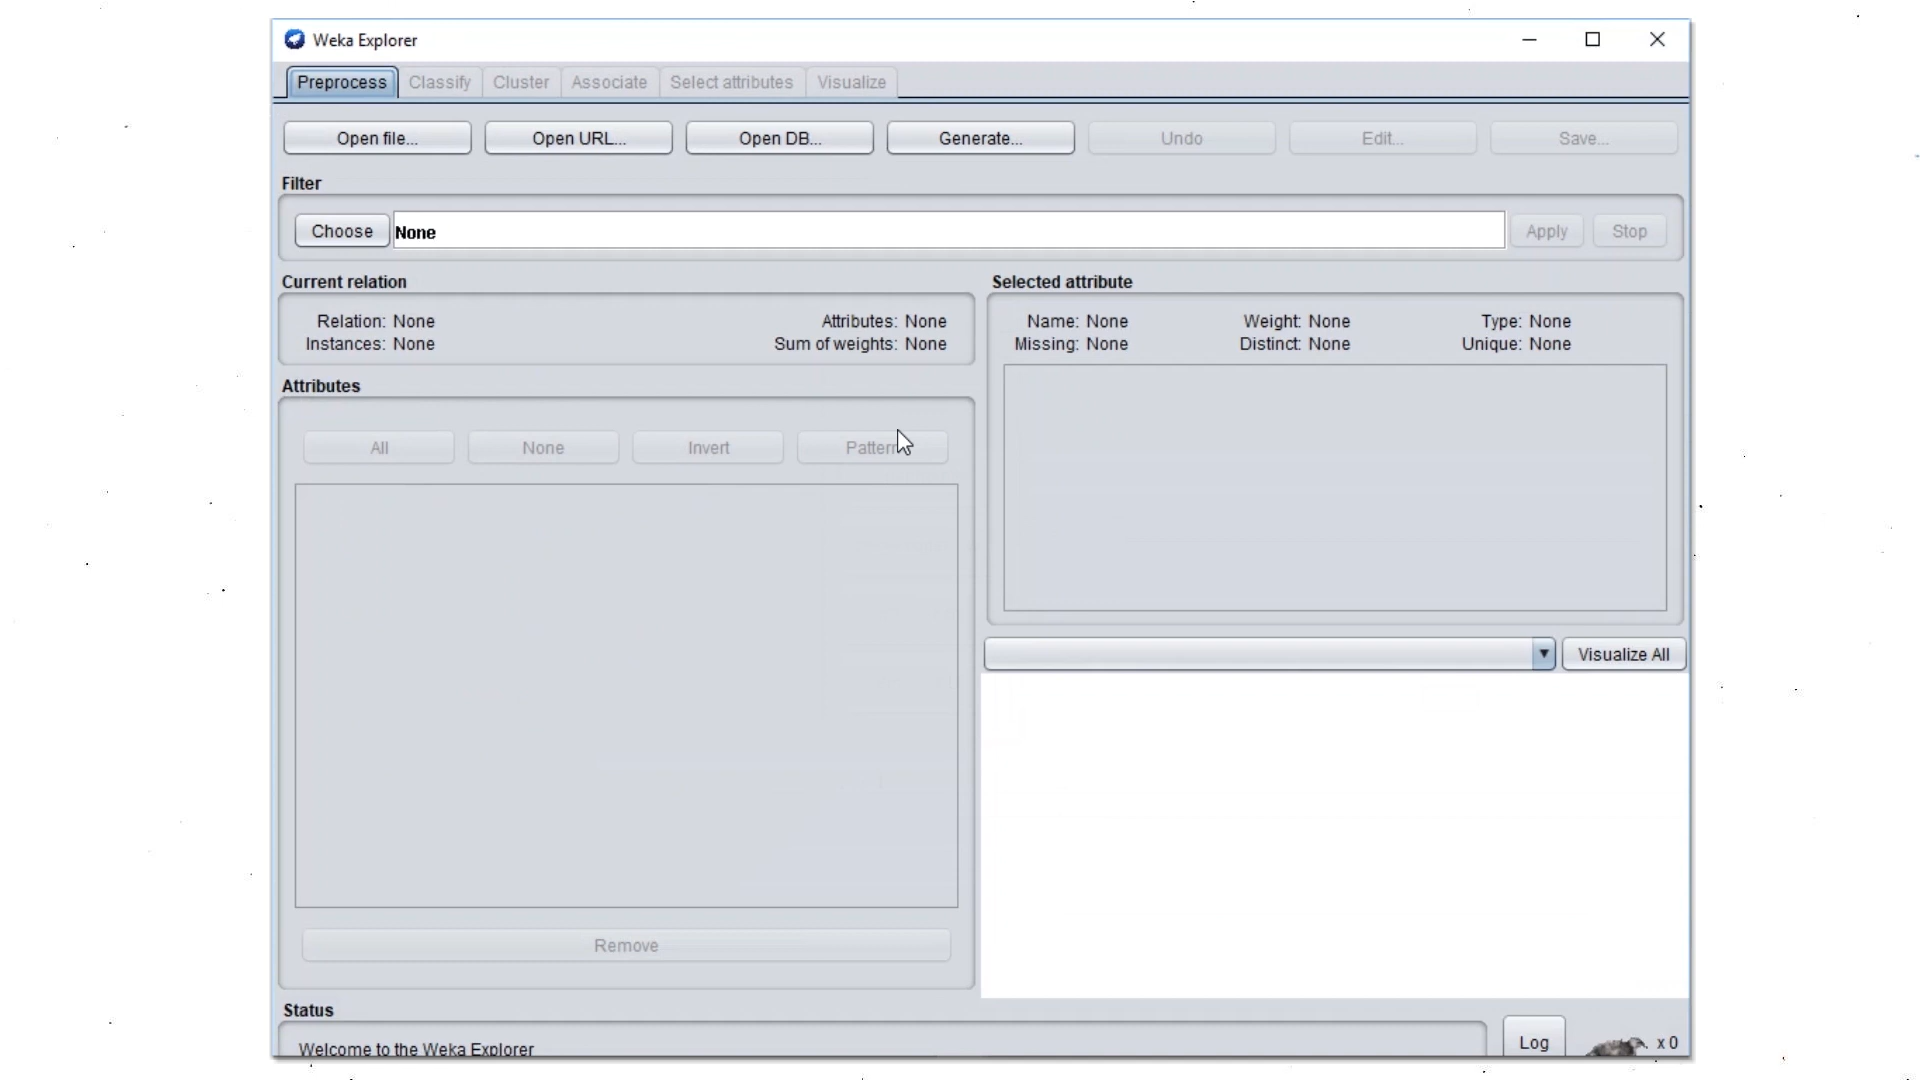 Weka Explorer
Preprocess Classify Cluster Associate Select attributes Visualize
Open file... Open URL... Open DB... Generate... Undo Edit... Save...
Filter
Choose None Apply Stop
Current relation
Relation: None Attributes: None
Instances: None Sum of weights: None
Selected attribute
Name: None Weight: None Type: None
Missing: None Distinct: None Unique: None
Attributes
All None Invert Pattern
Visualize All
Remove
Status
Welcome to the Weka Explorer
Log x 0